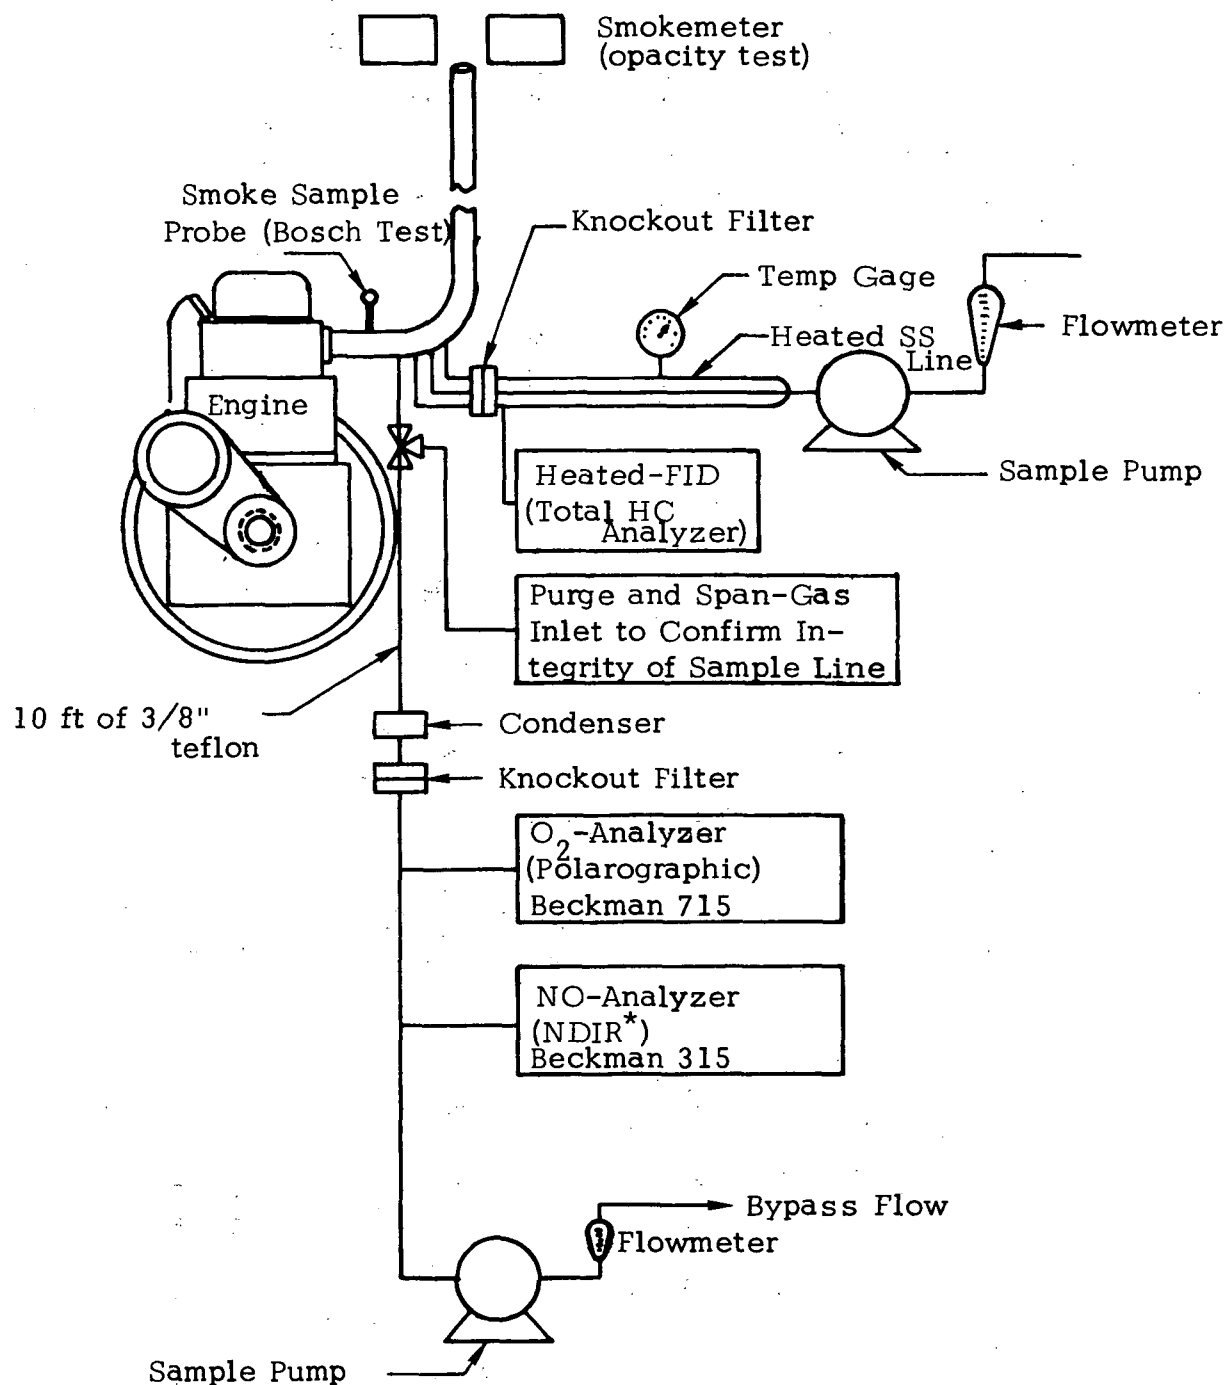 Smokemeter
(opacity test)
Smoke Sample
Probe (Bosch Test)
Knockout Filter
Temp Gage
Flowmeter
Heated SS
Line
Engine
Sample Pump
Heated-FID
(Total HC
Analyzer)
Purge and Span-Gas
Inlet to Confirm In-
tegrity of Sample Line
10 ft of 3/8"
teflon
Condenser
Knockout Filter
O2-Analyzer
(Polarographic)
Beckman 715
NO-Analyzer
(NDIR*)
Beckman 315
Bypass Flow
Flowmeter
Sample Pump